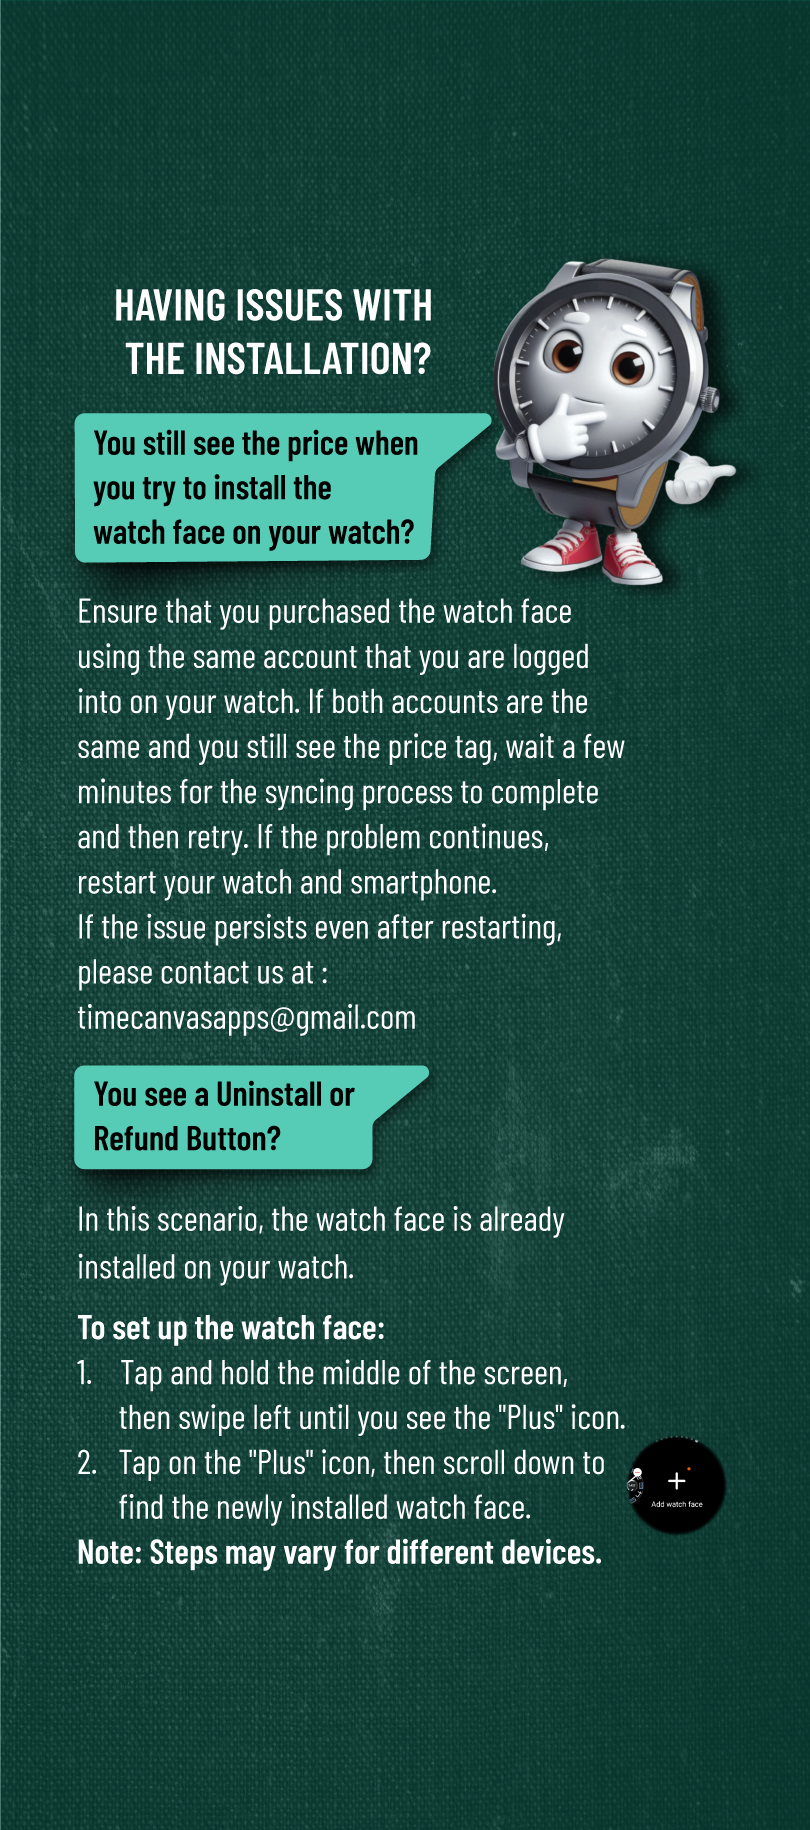 HAVING ISSUES WITH
THE INSTALLATION?
You still see the price when
you try to install the
watch face on your watch?
Ensure that you purchased the watch face
using the same account that you are logged
into on your watch. If both accounts are the
same and you still see the price tag, wait a few
minutes for the syncing process to complete
and then retry. If the problem continues,
restart your watch and smartphone.
If the issue persists even after restarting,
please contact us at :
timecanvasapps@gmail.com
You see a Uninstall or
Refund Button?
In this scenario, the watch face is already
installed on your watch.
To set up the watch face:
1. Tap and hold the middle of the screen,
then swipe left until you see the "Plus" icon.
2. Tap on the "Plus" icon, then scroll down to
find the newly installed watch face.
Add watch face
Note: Steps may vary for different devices.